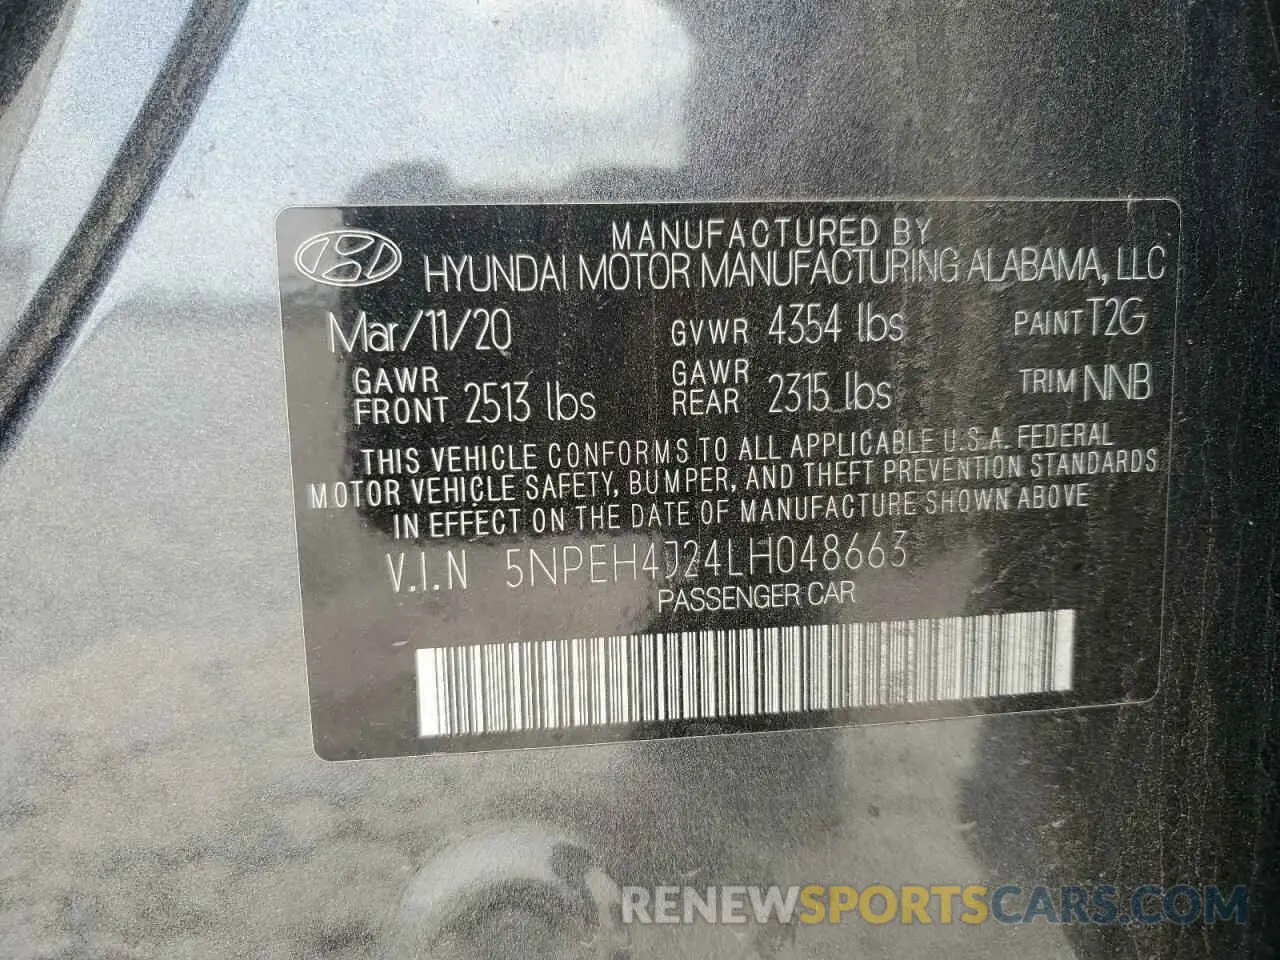 MANUFACTURED BY
HYUNDAI MOTOR MANUFACTURING ALABAMA, LLC
Mar/11/20 GVWR 4354 lbs PAINT T2G
GAWR FRONT 2513 lbs GAWR REAR 2315 lbs TRIM NNB
THIS VEHICLE CONFORMS TO ALL APPLICABLE U.S.A. FEDERAL
MOTOR VEHICLE SAFETY, BUMPER, AND THEFT PREVENTION STANDARDS
IN EFFECT ON THE DATE OF MANUFACTURE SHOWN ABOVE
V.I.N 5NPEH4J24LH048663
PASSENGER CAR
RENEWSPORTSCARS.COM